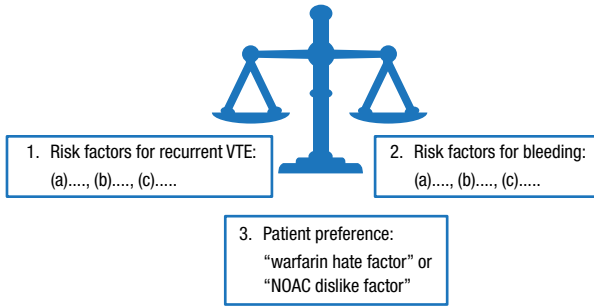 1. Risk factors for recurrent VTE:
(a)...., (b)...., (c).....
2. Risk factors for bleeding:
(a)...., (b)...., (c).....
3. Patient preference:
“warfarin hate factor” or
“NOAC dislike factor”